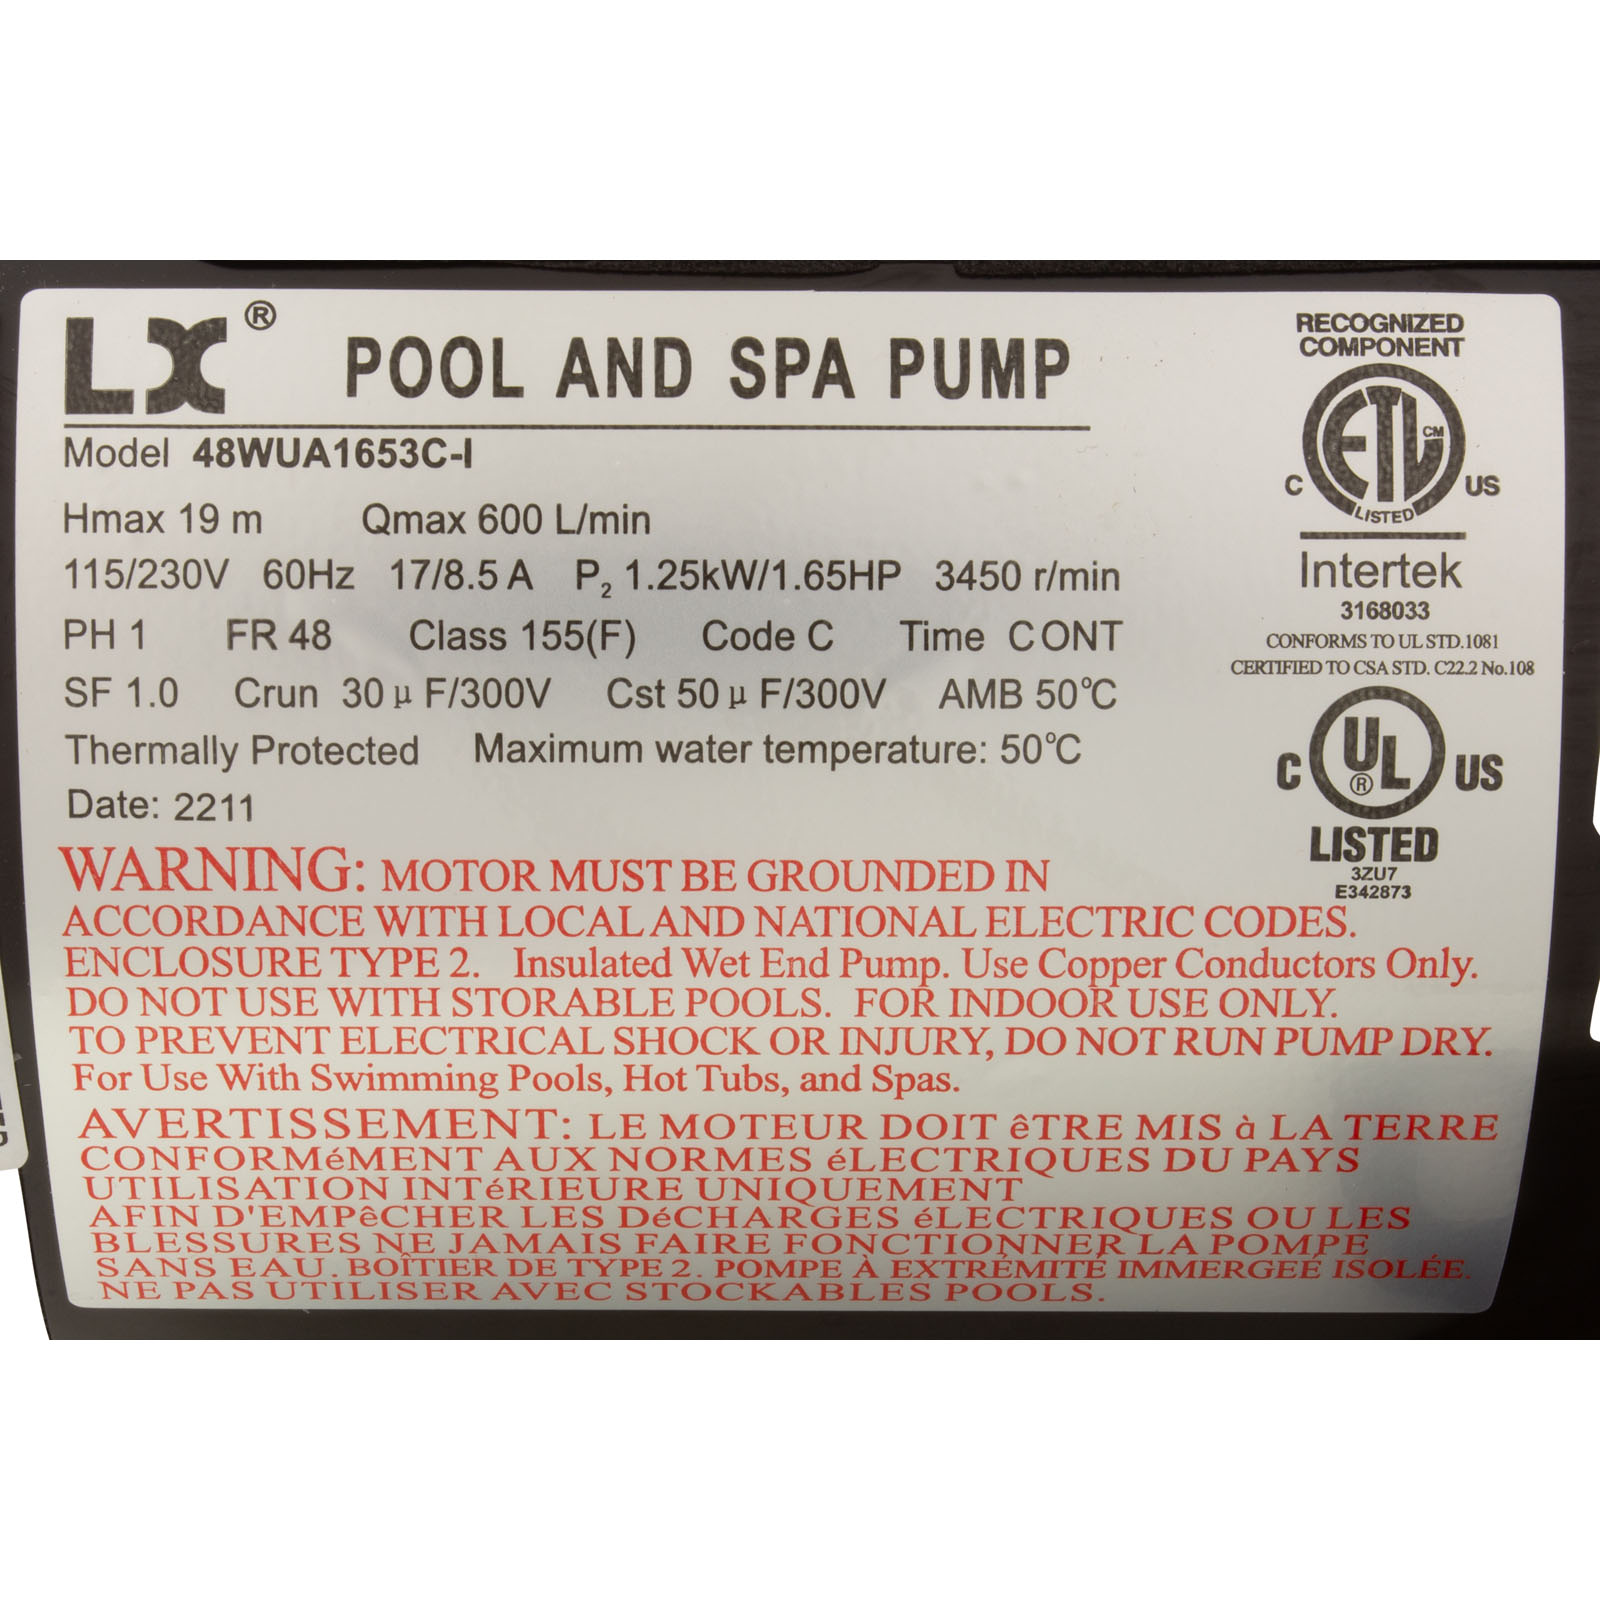 LX® POOL AND SPA PUMP
Model 48WUA1653C-I
Hmax 19 m Qmax 600 L/min
115/230V 60Hz 17/8.5 A P₂ 1.25kW/1.65HP 3450 r/min
PH 1 FR 48 Class 155(F) Code C Time CONT
SF 1.0 Crun 30 μ F/300V Cst 50 μ F/300V AMB 50°C
Thermally Protected Maximum water temperature: 50°C
Date: 2211
RECOGNIZED
COMPONENT
ETL CM
C US
LISTED
Intertek
3168033
CONFORMS TO UL STD.1081
CERTIFIED TO CSA STD. C22.2 No.108
C UL® US
LISTED
3ZU7
E342873
WARNING: MOTOR MUST BE GROUNDED IN
ACCORDANCE WITH LOCAL AND NATIONAL ELECTRIC CODES.
ENCLOSURE TYPE 2. Insulated Wet End Pump. Use Copper Conductors Only.
DO NOT USE WITH STORABLE POOLS. FOR INDOOR USE ONLY.
TO PREVENT ELECTRICAL SHOCK OR INJURY, DO NOT RUN PUMP DRY.
For Use With Swimming Pools, Hot Tubs, and Spas.
AVERTISSEMENT: LE MOTEUR DOIT êTRE MIS à LA TERRE
CONFORMéMENT AUX NORMES éLECTRIQUES DU PAYS
UTILISATION INTéRIEURE UNIQUEMENT
AFIN D'EMPêCHER LES DéCHARGES éLECTRIQUES OU LES
BLESSURES NE JAMAIS FAIRE FONCTIONNER LA POMPE
SANS EAU. BOÎTIER DE TYPE 2. POMPE À EXTRÉMITÉ IMMERGÉE ISOLÉE.
NE PAS UTILISER AVEC STOCKABLES POOLS.